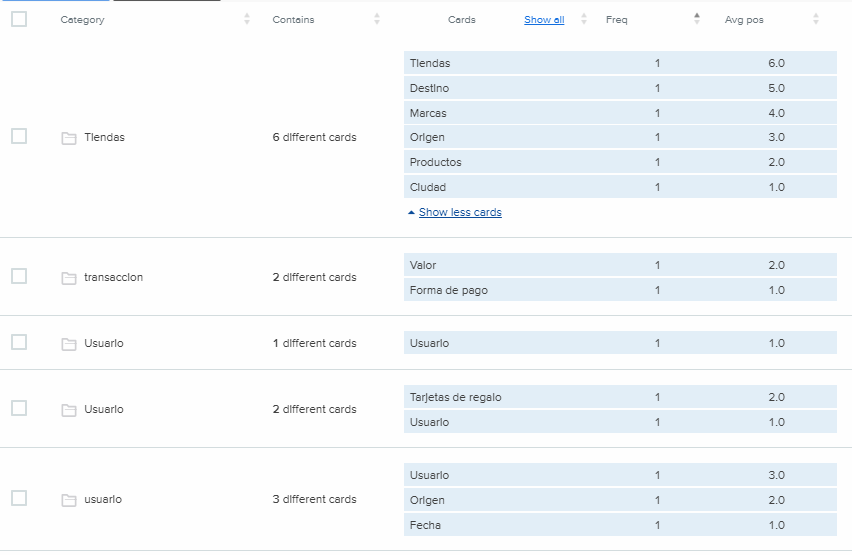 Category Contains Cards Show all Freq Avg pos
Tiendas 1 6.0
Destino 1 5.0
Marcas 1 4.0
Tiendas 6 different cards Origen 1 3.0
Productos 1 2.0
Ciudad 1 1.0
Show less cards
Valor 1 2.0
transaccion 2 different cards
Forma de pago 1 1.0
Usuario 1 different cards Usuario 1 1.0
Tarjetas de regalo 1 2.0
Usuario 2 different cards
Usuario 1 1.0
Usuario 1 3.0
usuario 3 different cards Origen 1 2.0
Fecha 1 1.0